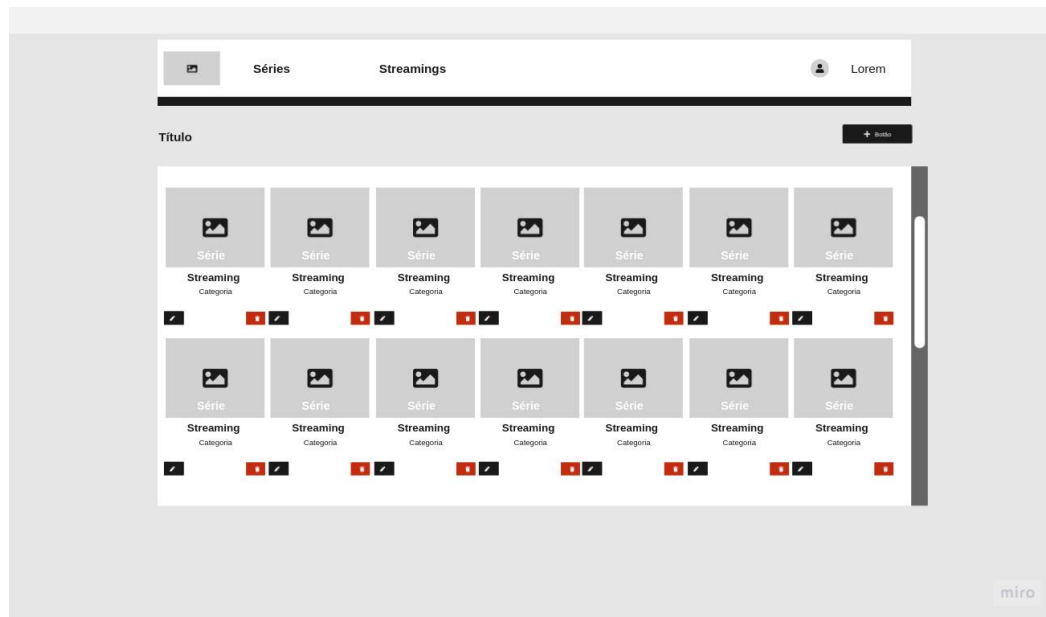 Séries Streamings Lorem
Título
Botão
Série Série Série Série Série Série Série
Streaming Streaming Streaming Streaming Streaming Streaming Streaming
Categoria Categoria Categoria Categoria Categoria Categoria Categoria
Série Série Série Série Série Série Série
Streaming Streaming Streaming Streaming Streaming Streaming Streaming
Categoria Categoria Categoria Categoria Categoria Categoria Categoria
miro